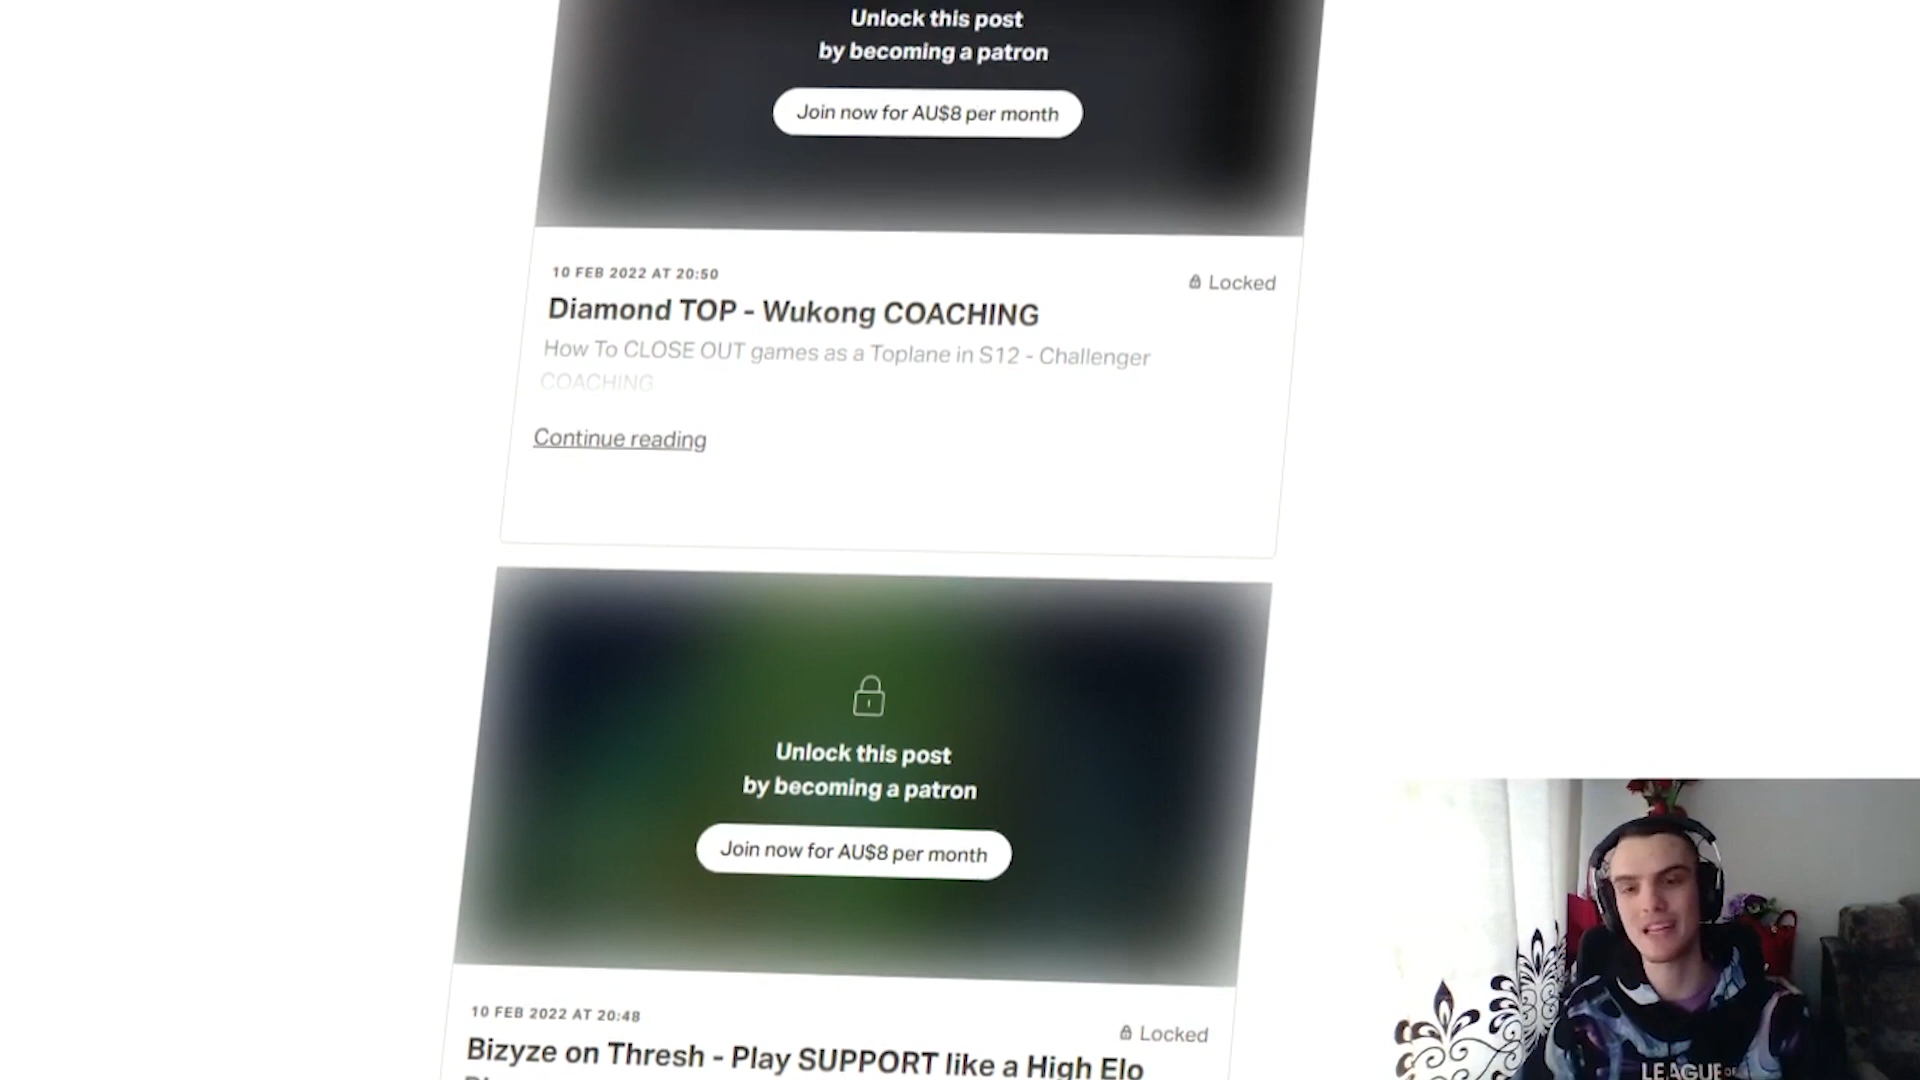 Unlock this post
by becoming a patron
Join now for AU$8 per month
10 FEB 2022 AT 20:50
Locked
Diamond TOP - Wukong COACHING
How To CLOSE OUT games as a Toplane in S12 - Challenger
COACHING
Continue reading
Unlock this post
by becoming a patron
Join now for AU$8 per month
10 FEB 2022 AT 20:48
Locked
Bizyze on Thresh - Play SUPPORT like a High Elo
LEAGUE OF